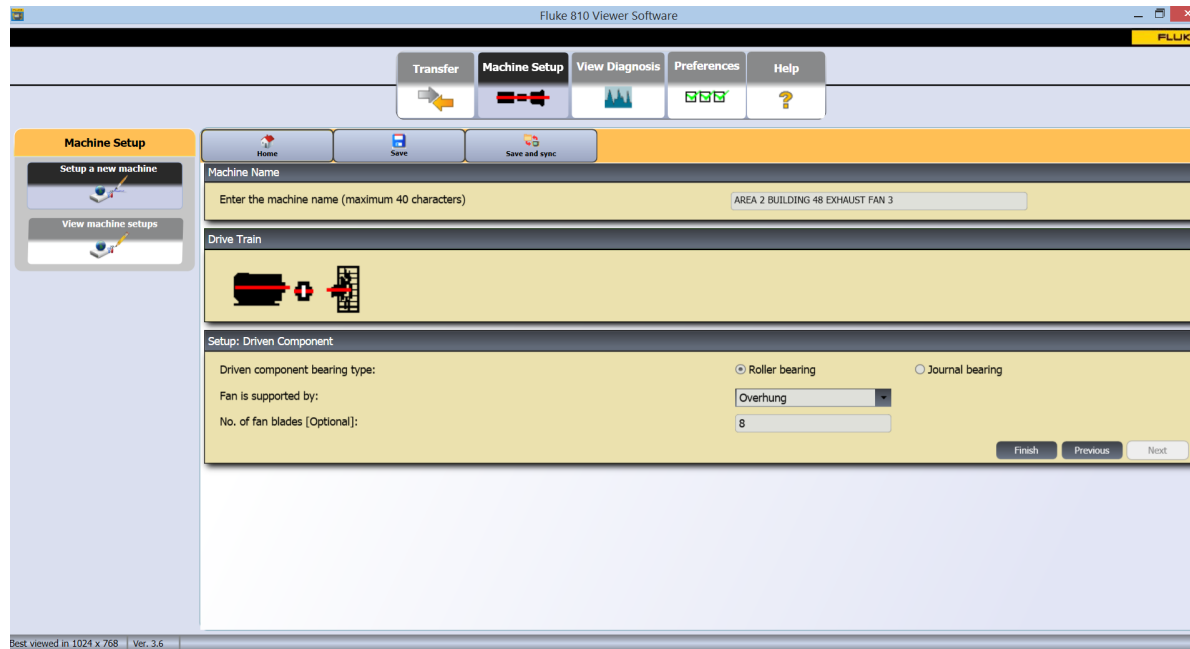 Fluke 810 Viewer Software
Transfer
Machine Setup
View Diagnosis
Preferences
Help
Machine Setup
Setup a new machine
View machine setups
Home
Save
Save and sync
Machine Name
Enter the machine name (maximum 40 characters)
AREA 2 BUILDING 48 EXHAUST FAN 3
Drive Train
Setup: Driven Component
Driven component bearing type:
Roller bearing
Journal bearing
Fan is supported by:
Overhung
No. of fan blades [Optional]:
8
Finish
Previous
Next
Best viewed in 1024 x 768
Ver. 3.6